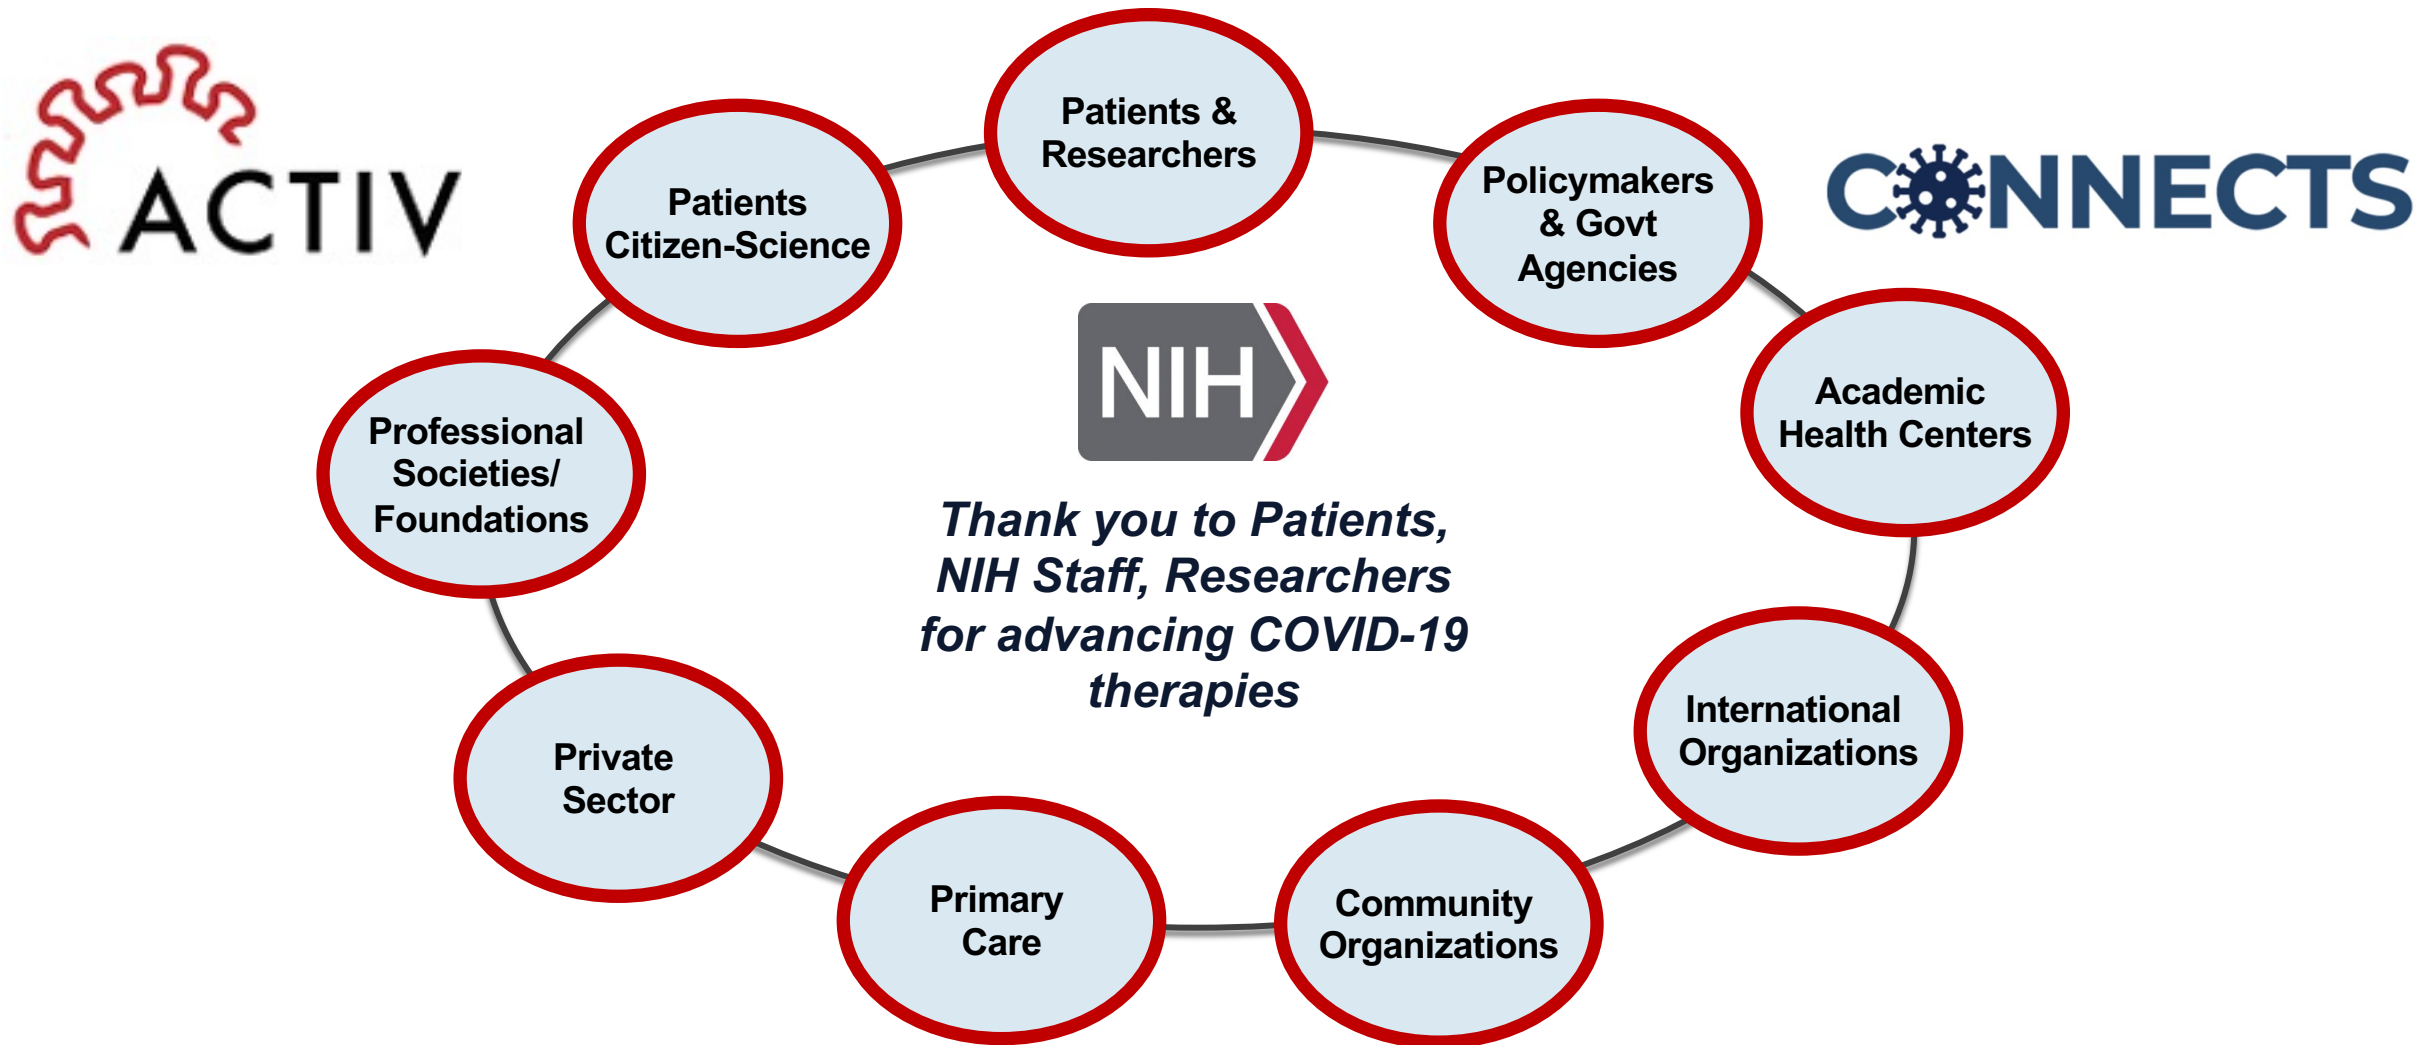 ACTIV
Patients &
Researchers
Patients
Citizen-Science
Policymakers
& Govt
Agencies
CONNECTS
NIH
Academic
Health Centers
Professional
Societies/
Foundations
Thank you to Patients,
NIH Staff, Researchers
for advancing COVID-19
therapies
International
Organizations
Private
Sector
Primary
Care
Community
Organizations